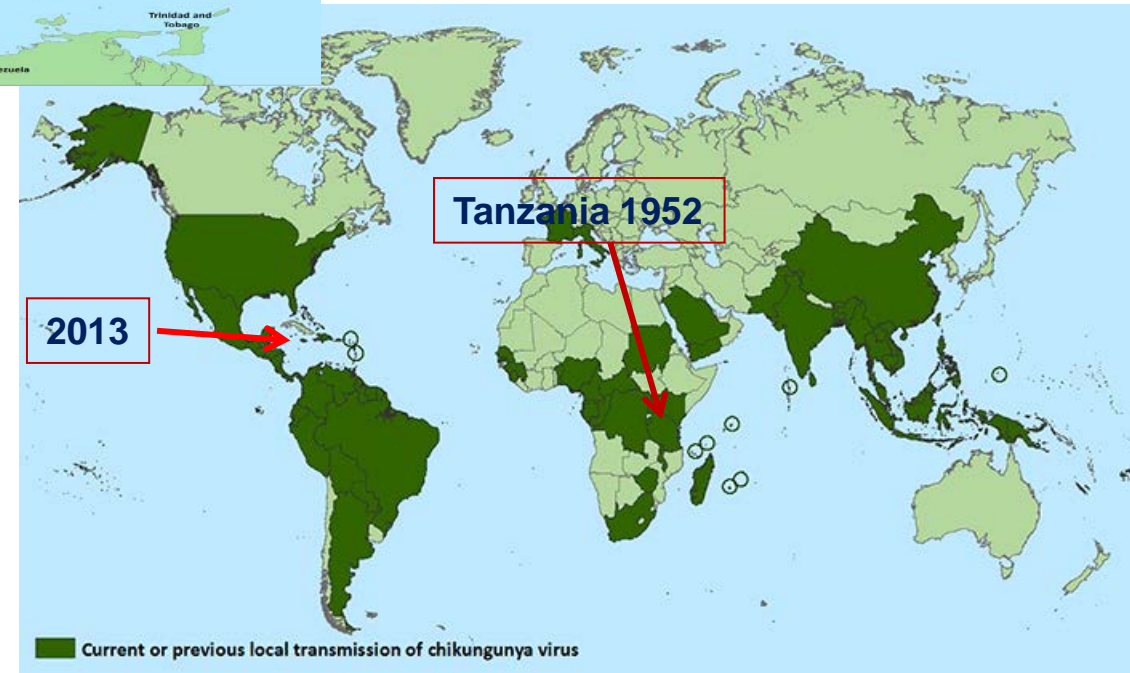 Trinidad and
Tobago
ezuela
Tanzania 1952
2013
Current or previous local transmission of chikungunya virus